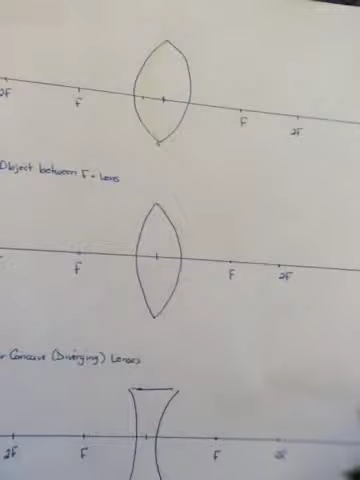 2F F F 2F
Object between F + Lens
F F 2F
Concave (Diverging) Lenses
2F F F 2F